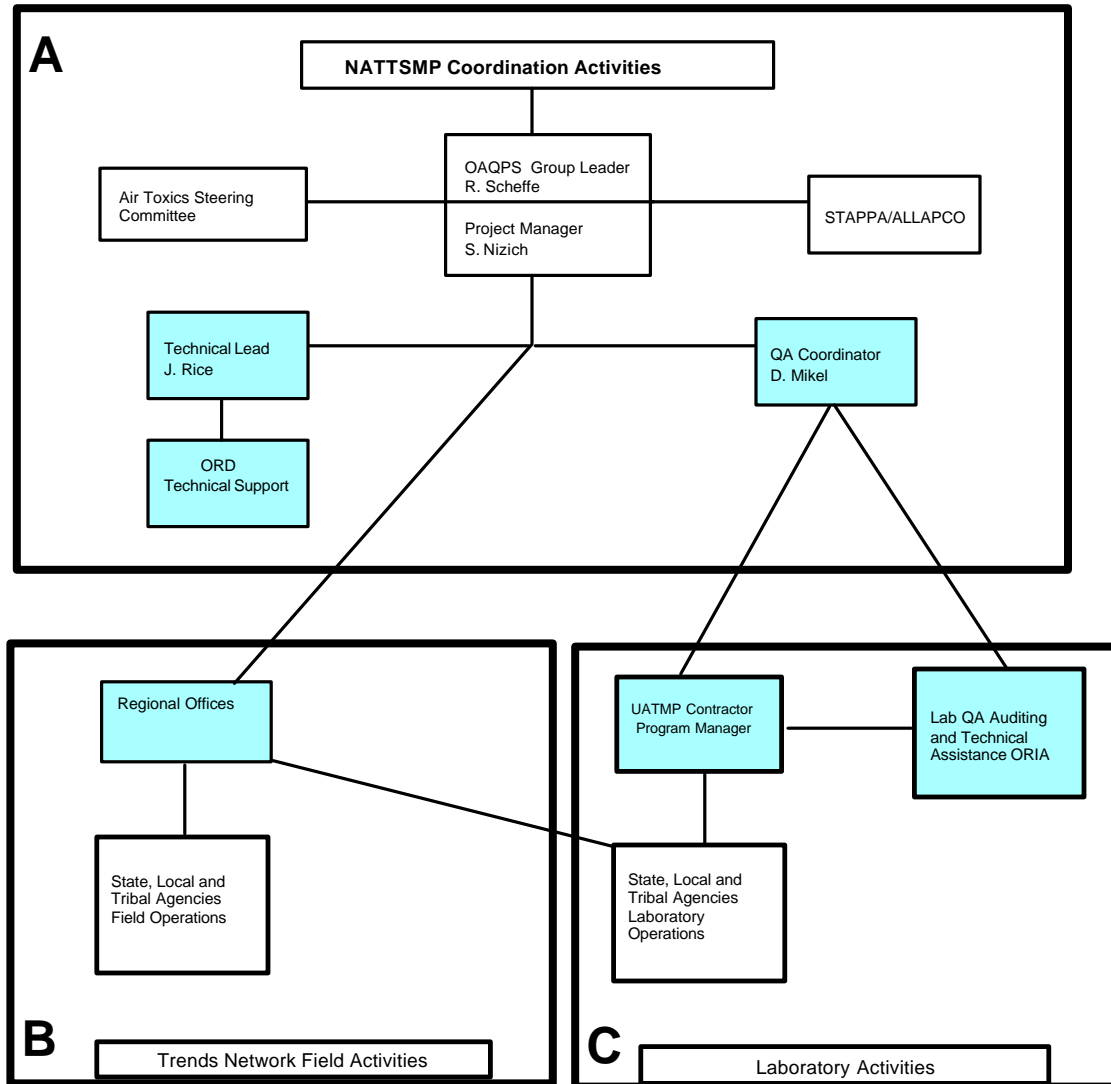 A
NATTSMP Coordination Activities
OAQPS Group Leader
R. Scheffe
Air Toxics Steering
Committee
Project Manager
S. Nizich
STAPPA/ALLAPCO
Technical Lead
J. Rice
QA Coordinator
D. Mikel
ORD
Technical Support
Regional Offices
State, Local and
Tribal Agencies
Field Operations
B
Trends Network Field Activities
UATMP Contractor
Program Manager
Lab QA Auditing
and Technical
Assistance ORIA
State, Local and
Tribal Agencies
Laboratory
Operations
C
Laboratory Activities